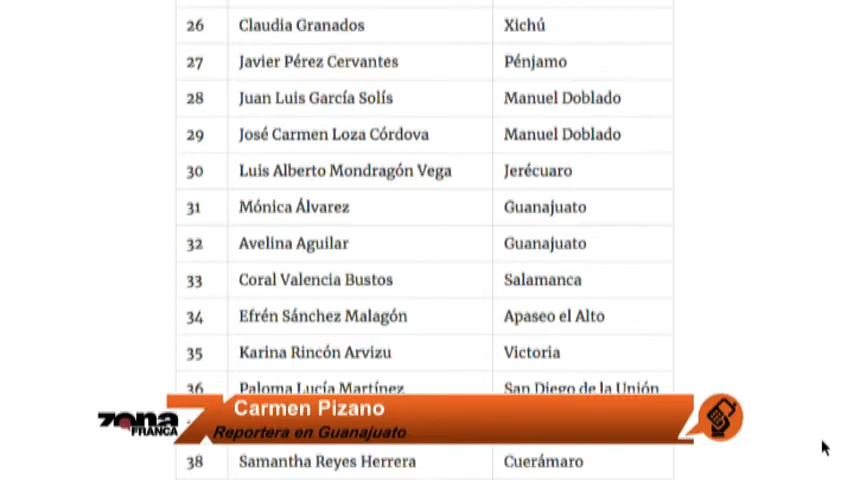 26 Claudia Granados Xichú
27 Javier Pérez Cervantes Pénjamo
28 Juan Luis García Solís Manuel Doblado
29 José Carmen Loza Córdova Manuel Doblado
30 Luis Alberto Mondragón Vega Jerécuaro
31 Mónica Álvarez Guanajuato
32 Avelina Aguilar Guanajuato
33 Coral Valencia Bustos Salamanca
34 Efrén Sánchez Malagón Apaseo el Alto
35 Karina Rincón Arvizu Victoria
36 Paloma Lucía Martínez San Diego de la Unión
zona FRANCA
Carmen Pizano
Reportera en Guanajuato
38 Samantha Reyes Herrera Cuerámaro